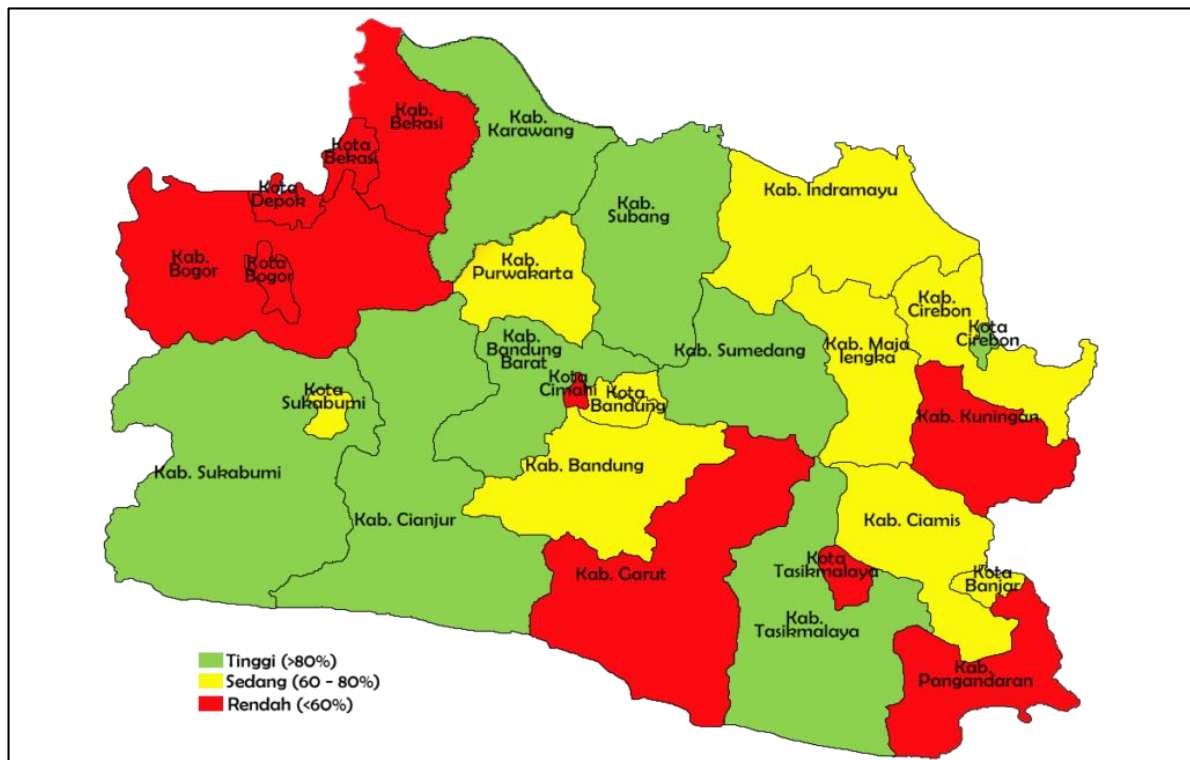 Kab.
Bekasi
Kab.
Karawang
Kota
Bekasi
Kota
Depok
Kab.
Bogor
Kota
Bogor
Kab.
Subang
Kab. Indramayu
Kab.
Purwakarta
Kab.
Cirebon
Kota
Cirebon
Kab.
Bandung
Barat
Kab. Sumedang
Kab. Maja
lengka
Kota
Cimahi
Kota
Bandung
Kota
Sukabumi
Kab. Kuningan
Kab. Sukabumi
Kab. Bandung
Kab. Cianjur
Kab. Ciamis
Kab. Garut
Kota
Tasikmalaya
Kota
Banjar
Kab.
Tasikmalaya
Kab.
Pangandaran
Tinggi (>80%)
Sedang (60 - 80%)
Rendah (<60%)